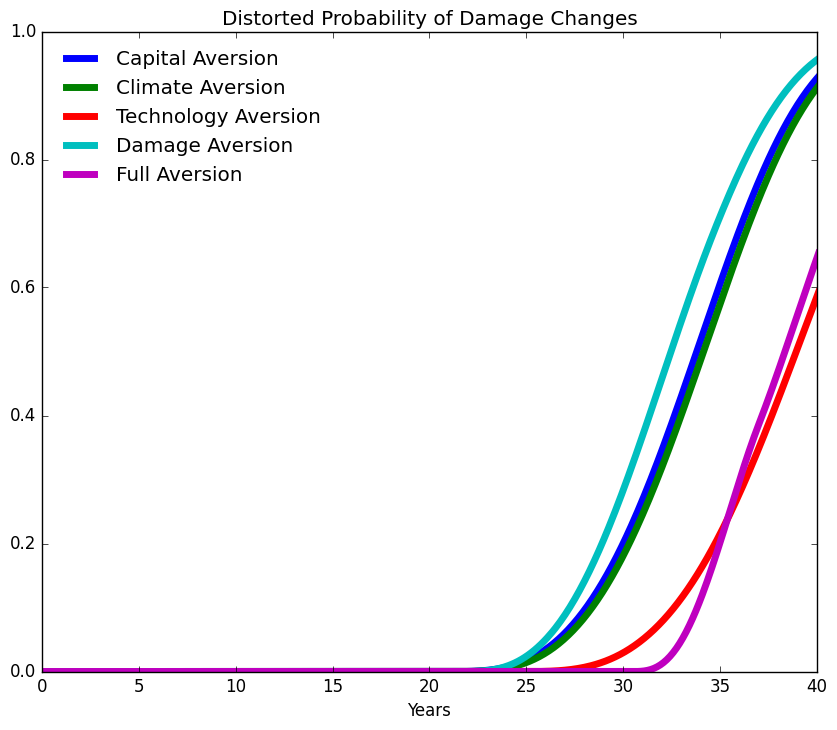 Distorted Probability of Damage Changes
1.0
Capital Aversion
Climate Aversion
Technology Aversion
Damage Aversion
Full Aversion
0.8
0.6
0.4
0.2
0.0
0 5 10 15 20 25 30 35 40
Years